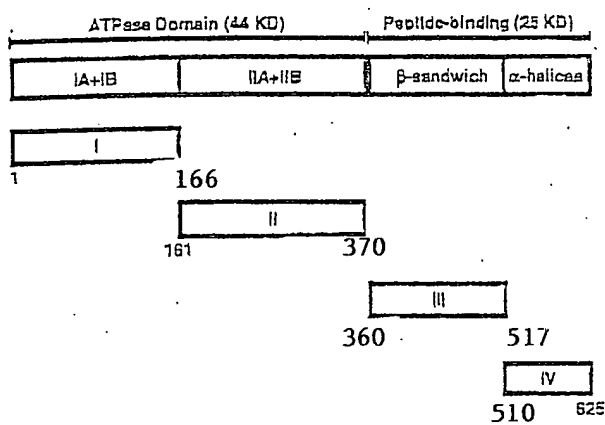 ATPase Domain (44 KD) Peptide-binding (25 KD)
IA+IB IIA+IIB β-sandwich α-helices
I
1 166
II
161 370
III
360 517
IV
510 625